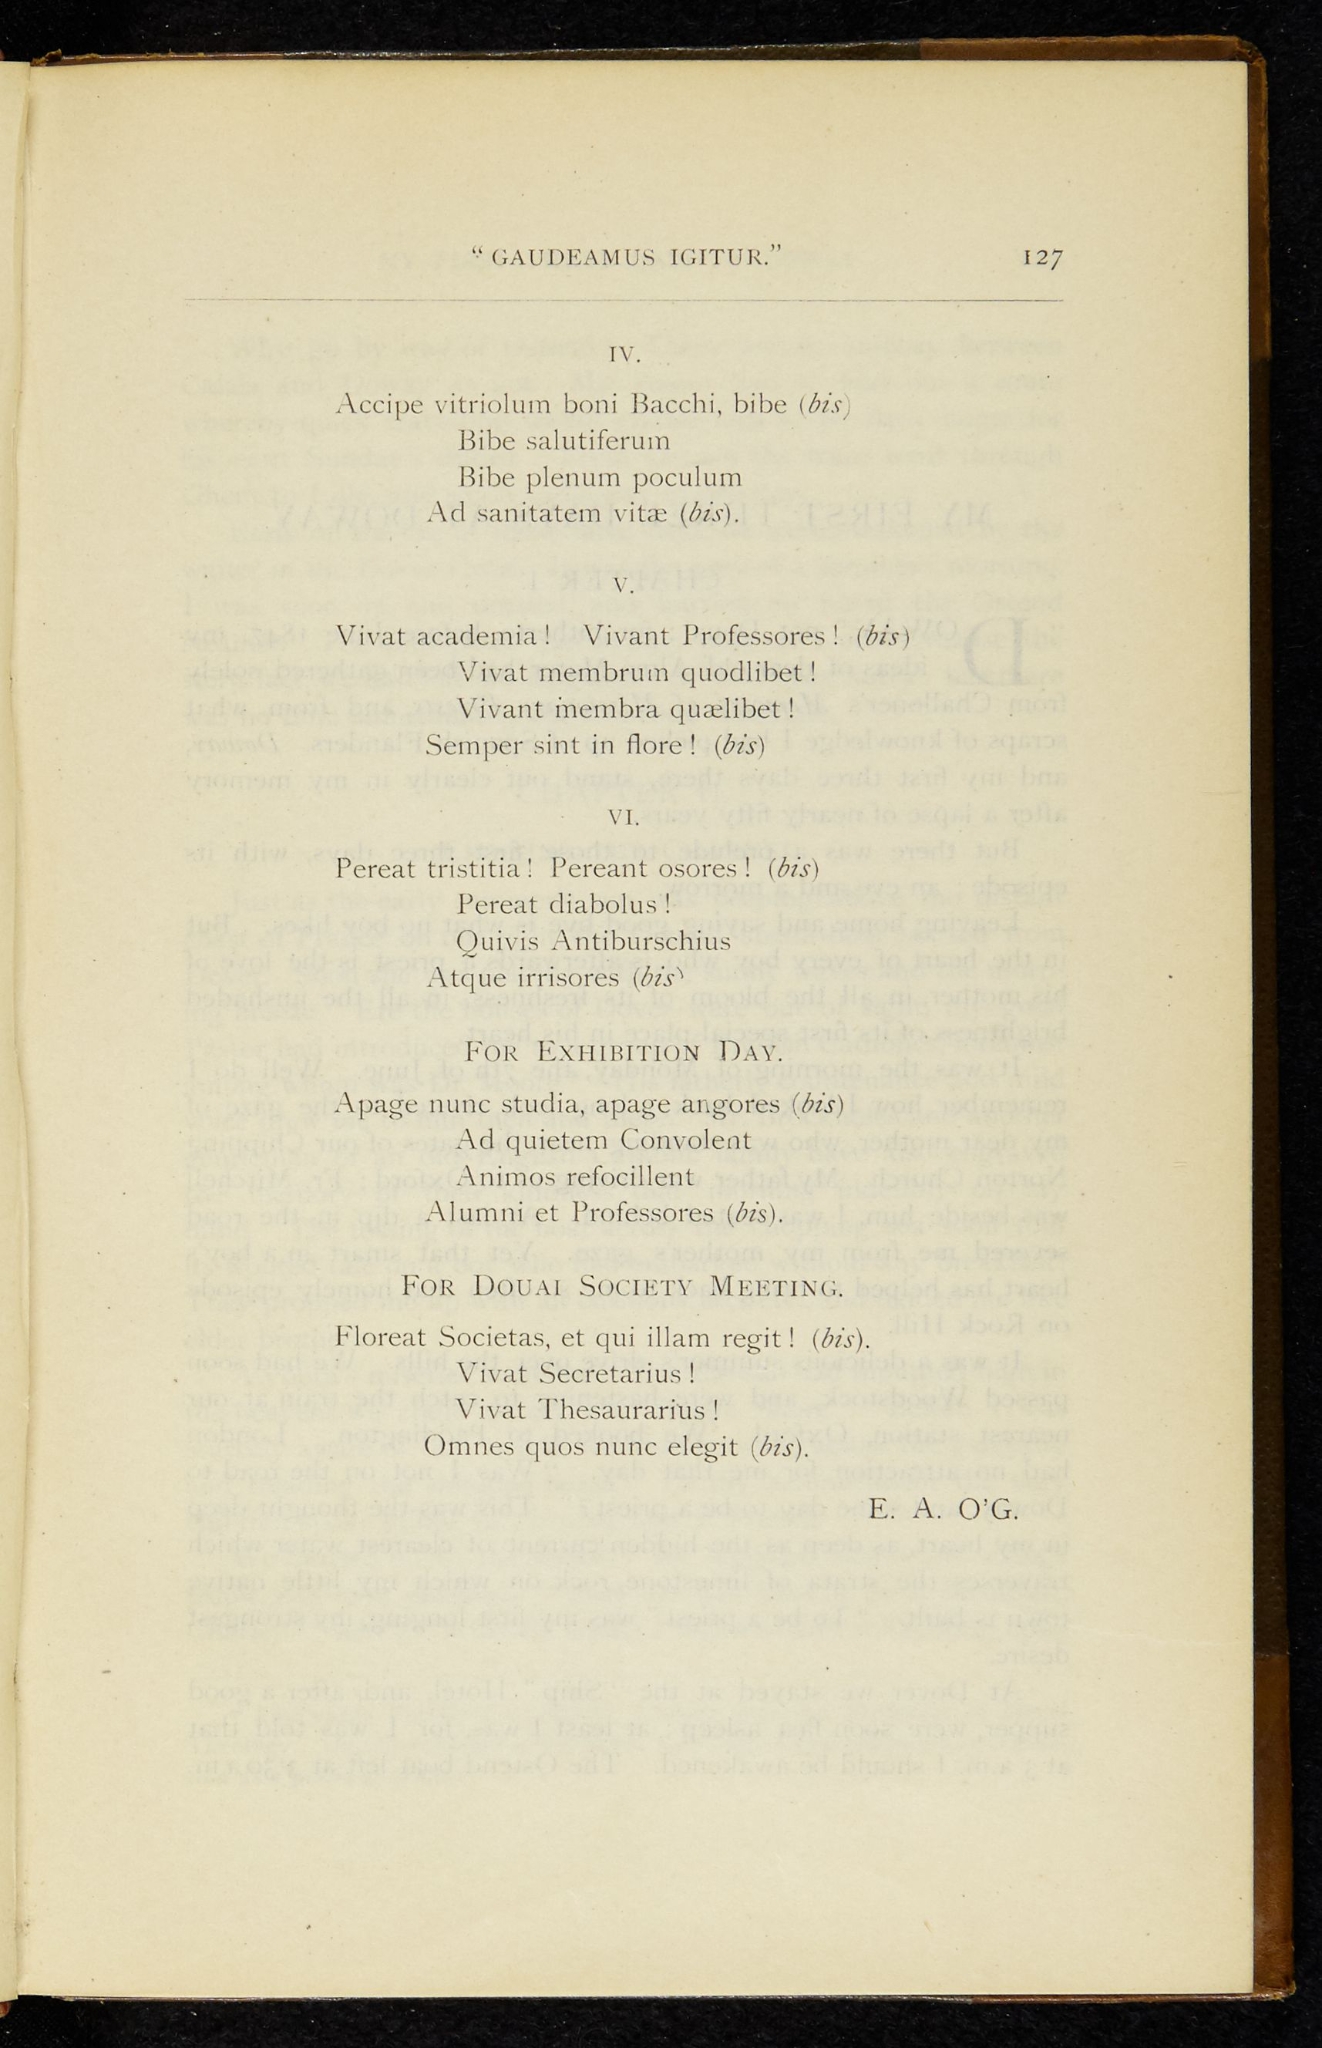 “GAUDEAMUS IGITUR.” 127
IV.
Accipe vitriolum boni Bacchi, bibe (bis)
Bibe salutiferum
Bibe plenum poculum
Ad sanitatem vitæ (bis).
V.
Vivat academia! Vivant Professores! (bis)
Vivat membrum quodlibet!
Vivant membra quælibet!
Semper sint in flore! (bis)
VI.
Pereat tristitia! Pereant osores! (bis)
Pereat diabolus!
Quivis Antiburschius
Atque irrisores (bis)
FOR EXHIBITION DAY.
Apage nunc studia, apage angores (bis)
Ad quietem Convolent
Animos refocillent
Alumni et Professores (bis).
FOR DOUAI SOCIETY MEETING.
Floreat Societas, et qui illam regit! (bis).
Vivat Secretarius!
Vivat Thesaurarius!
Omnes quos nunc elegit (bis).
E. A. O’G.